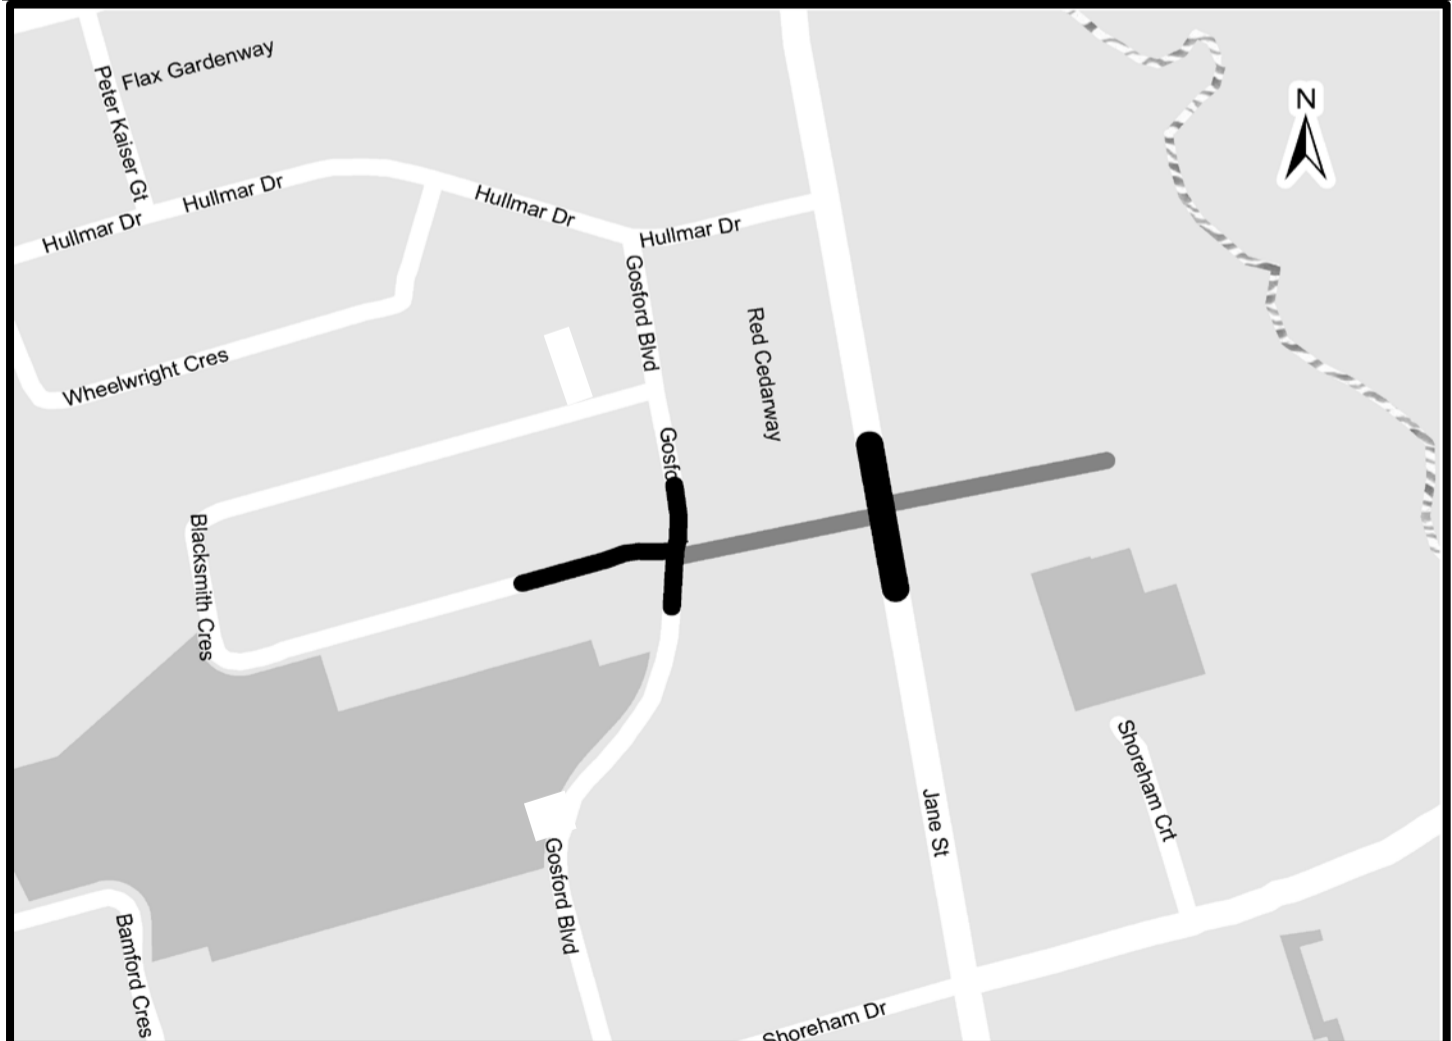 Flax Gardenway
Peter Kaiser Gt
N
Hullmar Dr
Hullmar Dr
Hullmar Dr
Hullmar Dr
Gosford Blvd
Red Cedarway
Wheelwright Cres
Gosfo
Blacksmith Cres
Shoreham Crt
Jane St
Gosford Blvd
Bamford Cres
Shoreham Dr